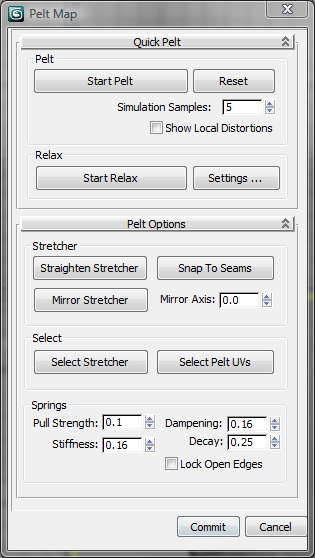 Pelt Map
Quick Pelt
Pelt
Start Pelt Reset
Simulation Samples: 5
Show Local Distortions
Relax
Start Relax Settings ...
Pelt Options
Stretcher
Straighten Stretcher Snap To Seams
Mirror Stretcher Mirror Axis: 0.0
Select
Select Stretcher Select Pelt UVs
Springs
Pull Strength: 0.1 Dampening: 0.16
Stiffness: 0.16 Decay: 0.25
Lock Open Edges
Commit Cancel